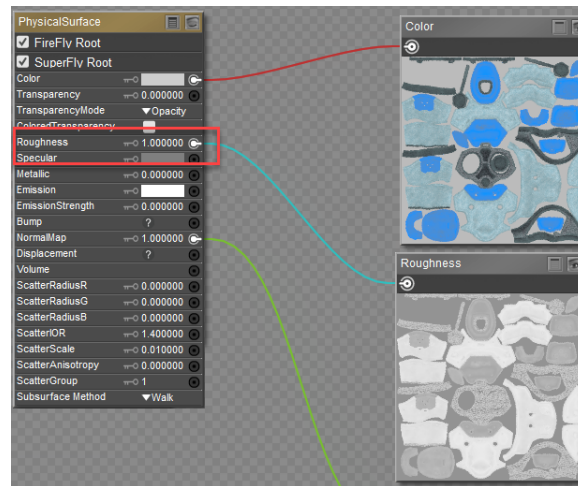 PhysicalSurface
FireFly Root
SuperFly Root
Color
Transparency 0.000000
TransparencyMode Opacity
ColoredTransparency
Roughness 1.000000
Specular
Metallic 0.000000
Emission
EmissionStrength 0.000000
Bump ?
NormalMap 1.000000
Displacement ?
Volume
ScatterRadiusR 0.000000
ScatterRadiusG 0.000000
ScatterRadiusB 0.000000
ScatterIOR 1.400000
ScatterScale 0.010000
ScatterAnisotropy 0.000000
ScatterGroup 1
Subsurface Method Walk
Color
Roughness